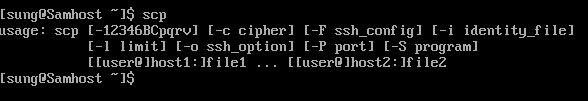 [sung@Samhost ~]$ scp
usage: scp [-12346BCpqrv] [-c cipher] [-F ssh_config] [-i identity_file]
[-l limit] [-o ssh_option] [-P port] [-S program]
[[user@]host1:]file1 ... [[user@]host2:]file2
[sung@Samhost ~]$